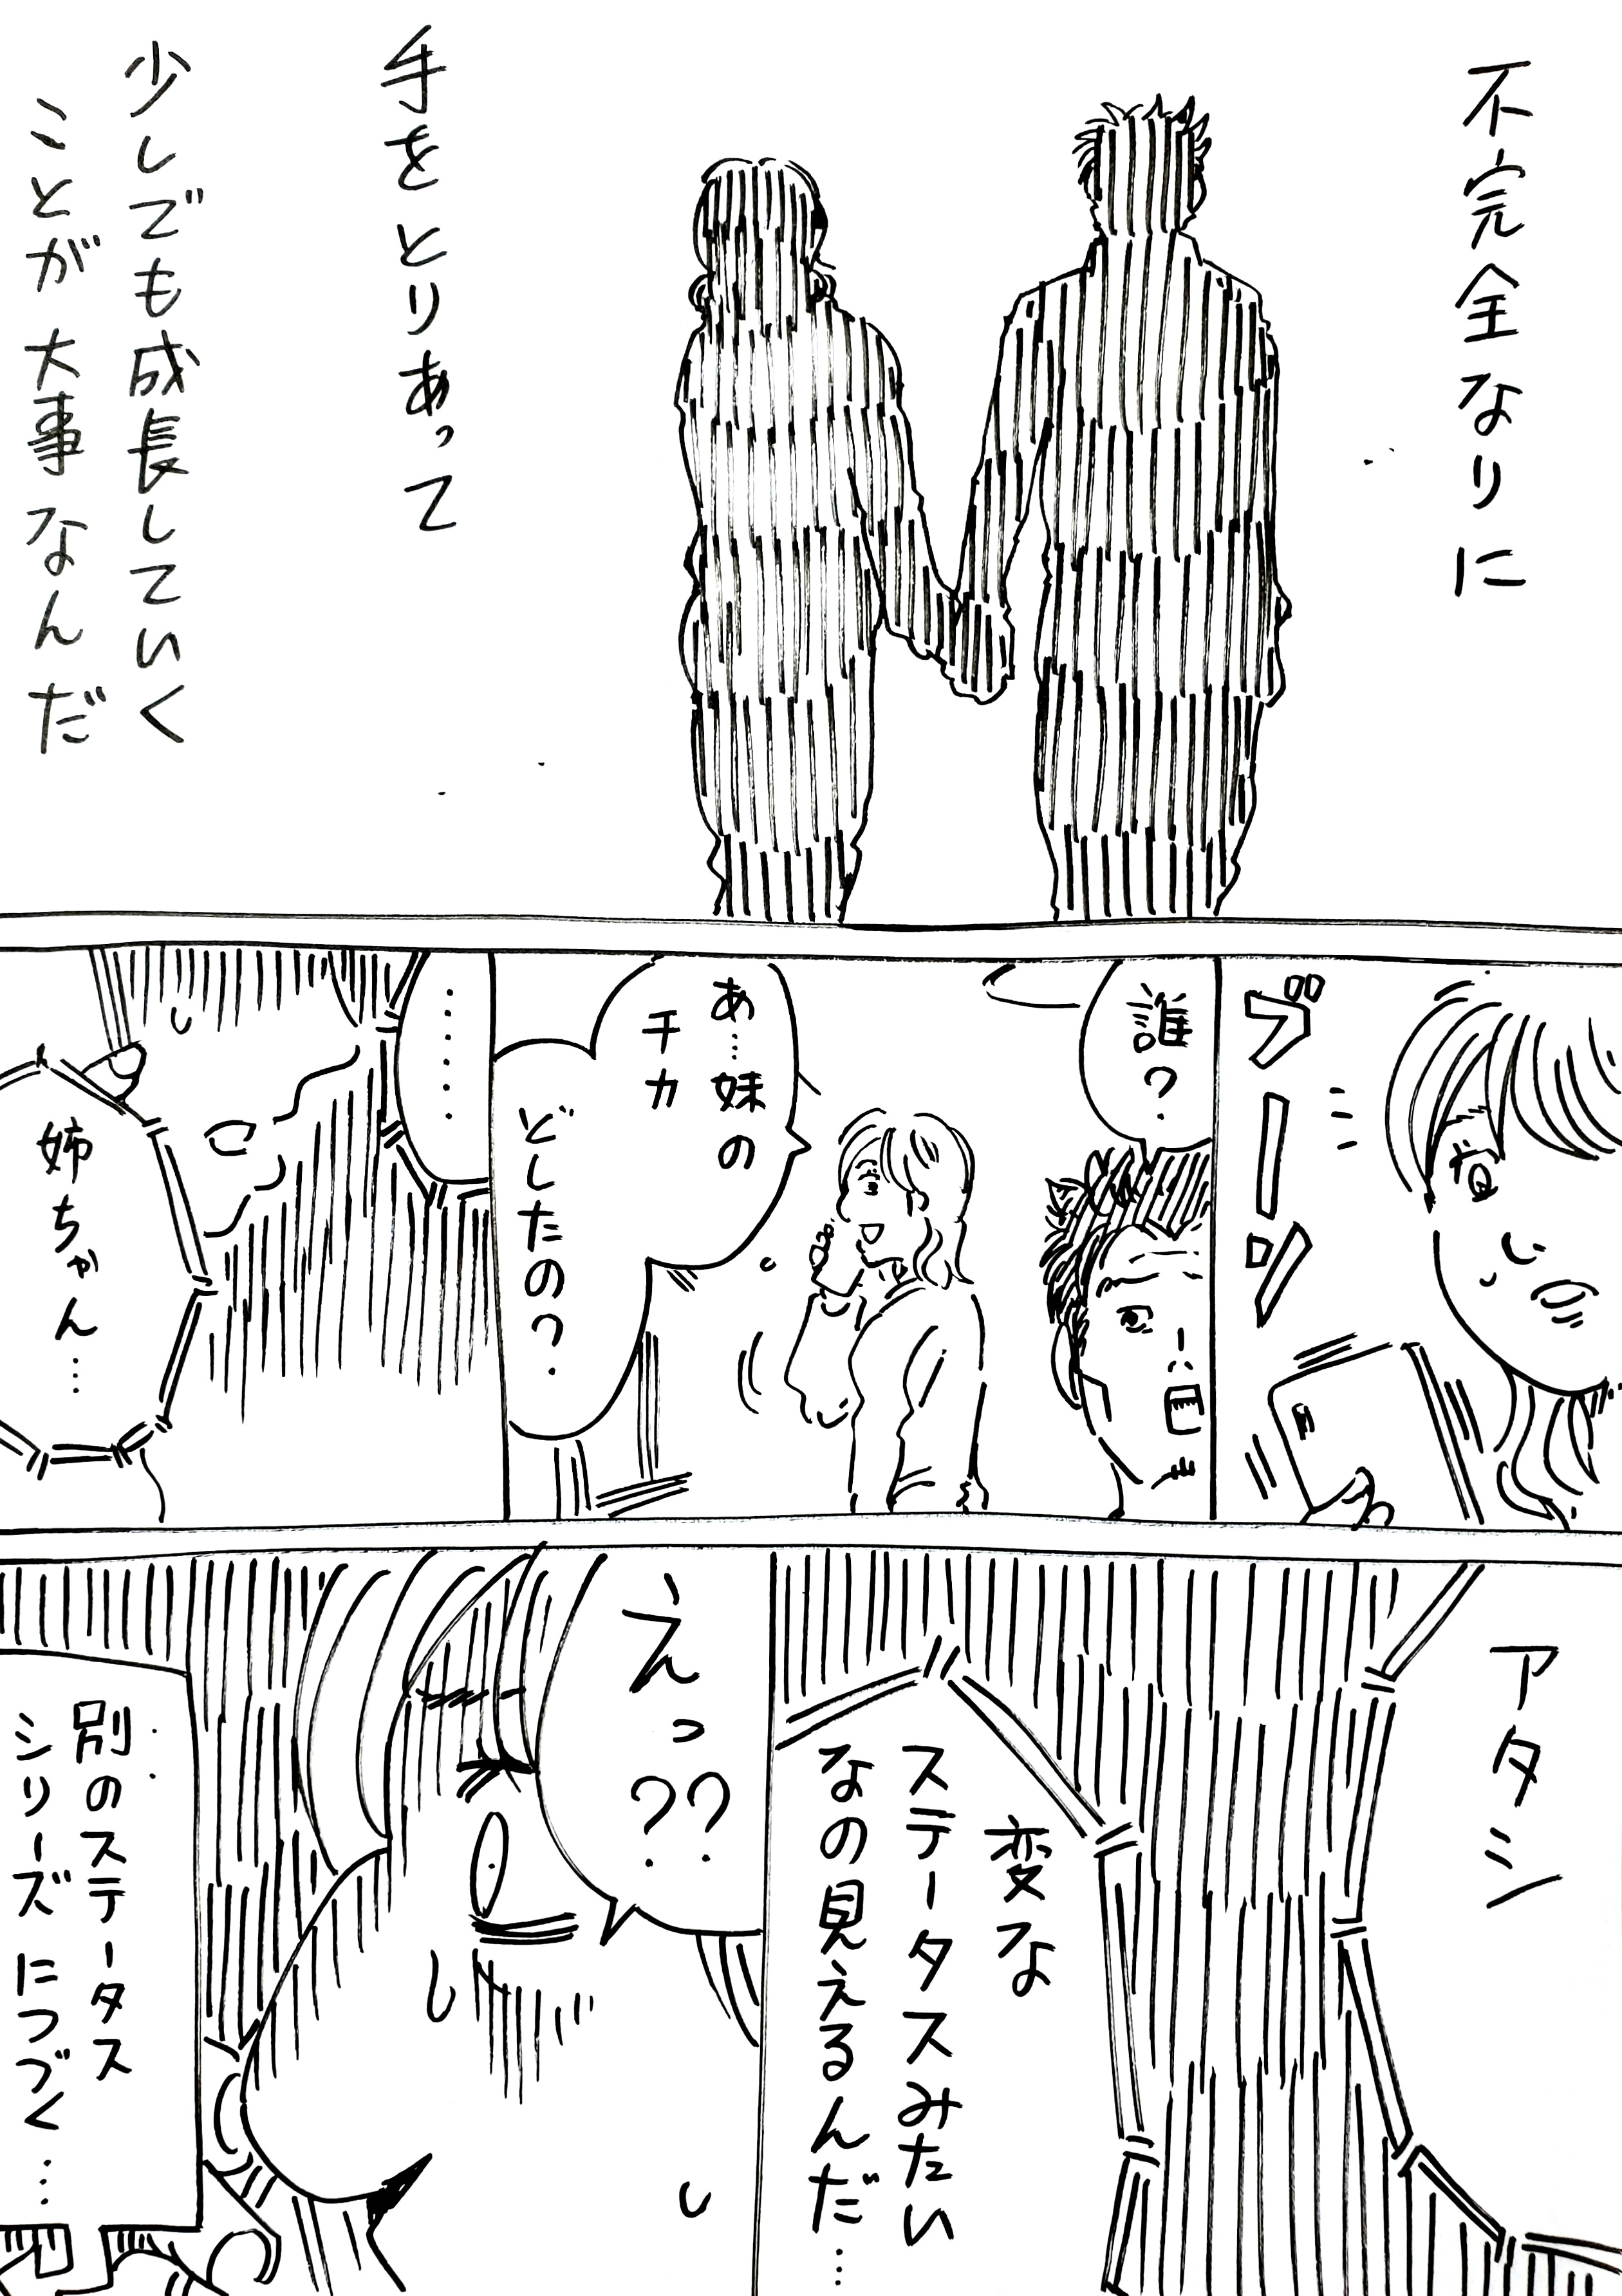 不完全なりに
手をとりあって
少しでも成長していく
ことが大事なんだ
ブーーッ
誰?
あ…妹の
チカ
どしたの?
……
姉ちゃん…
アタシ
変な
ステータスみたい
なの見えるんだ…
えっ??
別のステータス
シリーズにつづく…